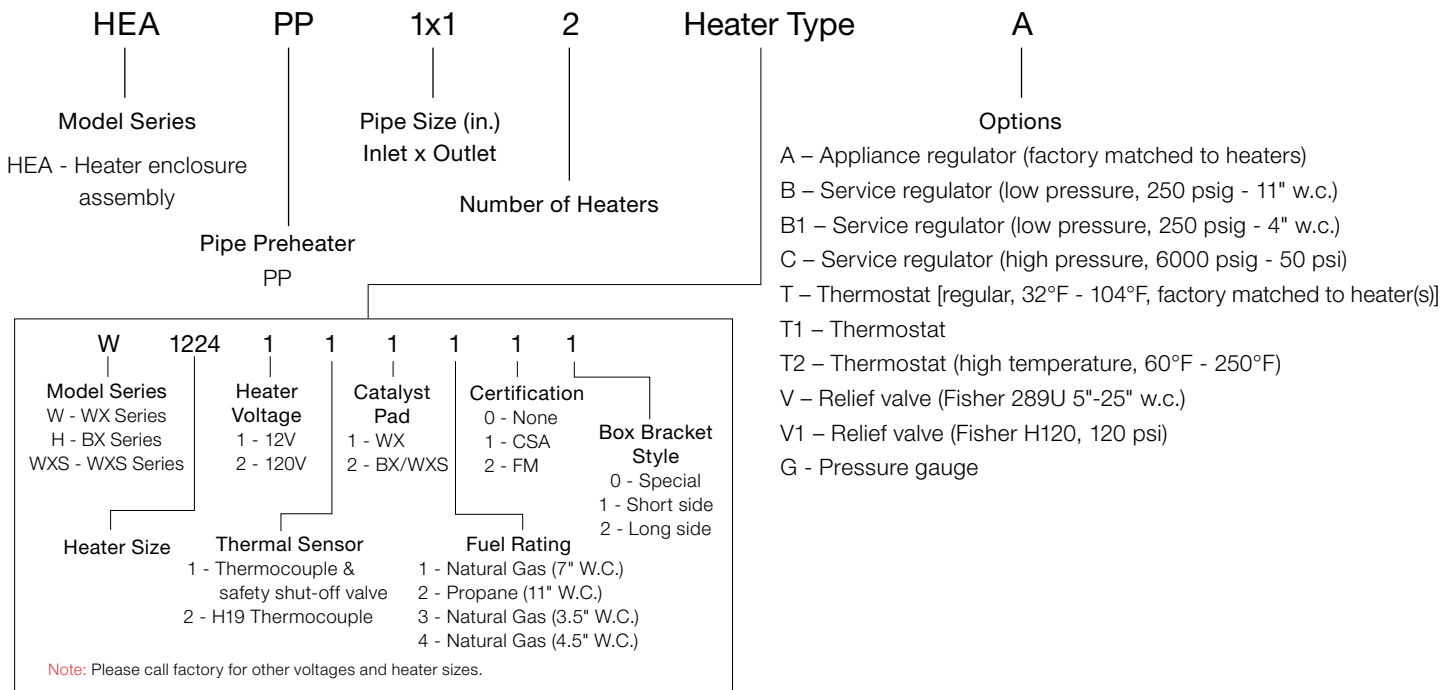 HEA PP 1x1 2 Heater Type A
Model Series
HEA - Heater enclosure
assembly
Pipe Preheater
PP
Pipe Size (in.)
Inlet x Outlet
Number of Heaters
Options
A – Appliance regulator (factory matched to heaters)
B – Service regulator (low pressure, 250 psig - 11" w.c.)
B1 – Service regulator (low pressure, 250 psig - 4" w.c.)
C – Service regulator (high pressure, 6000 psig - 50 psi)
T – Thermostat [regular, 32°F - 104°F, factory matched to heater(s)]
T1 – Thermostat
T2 – Thermostat (high temperature, 60°F - 250°F)
V – Relief valve (Fisher 289U 5"-25" w.c.)
V1 – Relief valve (Fisher H120, 120 psi)
G - Pressure gauge
W 1224 1 1 1 1 1 1
Model Series
W - WX Series
H - BX Series
WXS - WXS Series
Heater Size
Heater
Voltage
1 - 12V
2 - 120V
Thermal Sensor
1 - Thermocouple &
safety shut-off valve
2 - H19 Thermocouple
Catalyst
Pad
1 - WX
2 - BX/WXS
Fuel Rating
1 - Natural Gas (7" W.C.)
2 - Propane (11" W.C.)
3 - Natural Gas (3.5" W.C.)
4 - Natural Gas (4.5" W.C.)
Certification
0 - None
1 - CSA
2 - FM
Box Bracket
Style
0 - Special
1 - Short side
2 - Long side
Note: Please call factory for other voltages and heater sizes.